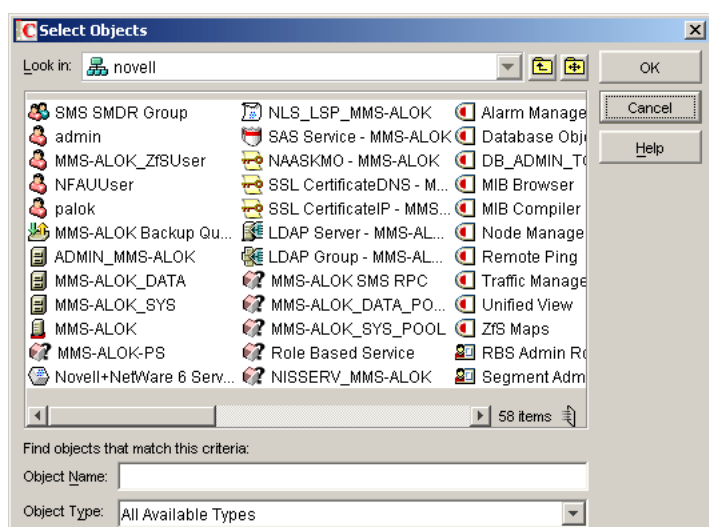 Select Objects
Look in: novell
OK
Cancel
Help
SMS SMDR Group
admin
MMS-ALOK_ZfSUser
NFAUUser
palok
MMS-ALOK Backup Qu...
ADMIN_MMS-ALOK
MMS-ALOK_DATA
MMS-ALOK_SYS
MMS-ALOK
MMS-ALOK-PS
Novell+NetWare 6 Serv...
NLS_LSP_MMS-ALOK
SAS Service - MMS-ALOK
NAASKMO - MMS-ALOK
SSL CertificateDNS - M...
SSL CertificateIP - MMS...
LDAP Server - MMS-AL...
LDAP Group - MMS-AL...
MMS-ALOK SMS RPC
MMS-ALOK_DATA_PO...
MMS-ALOK_SYS_POOL
Role Based Service
NISSERV_MMS-ALOK
Alarm Manage
Database Obj
DB_ADMIN_TO
MIB Browser
MIB Compiler
Node Manage
Remote Ping
Traffic Manage
Unified View
ZfS Maps
RBS Admin Ro
Segment Adm
58 items
Find objects that match this criteria:
Object Name:
Object Type: All Available Types